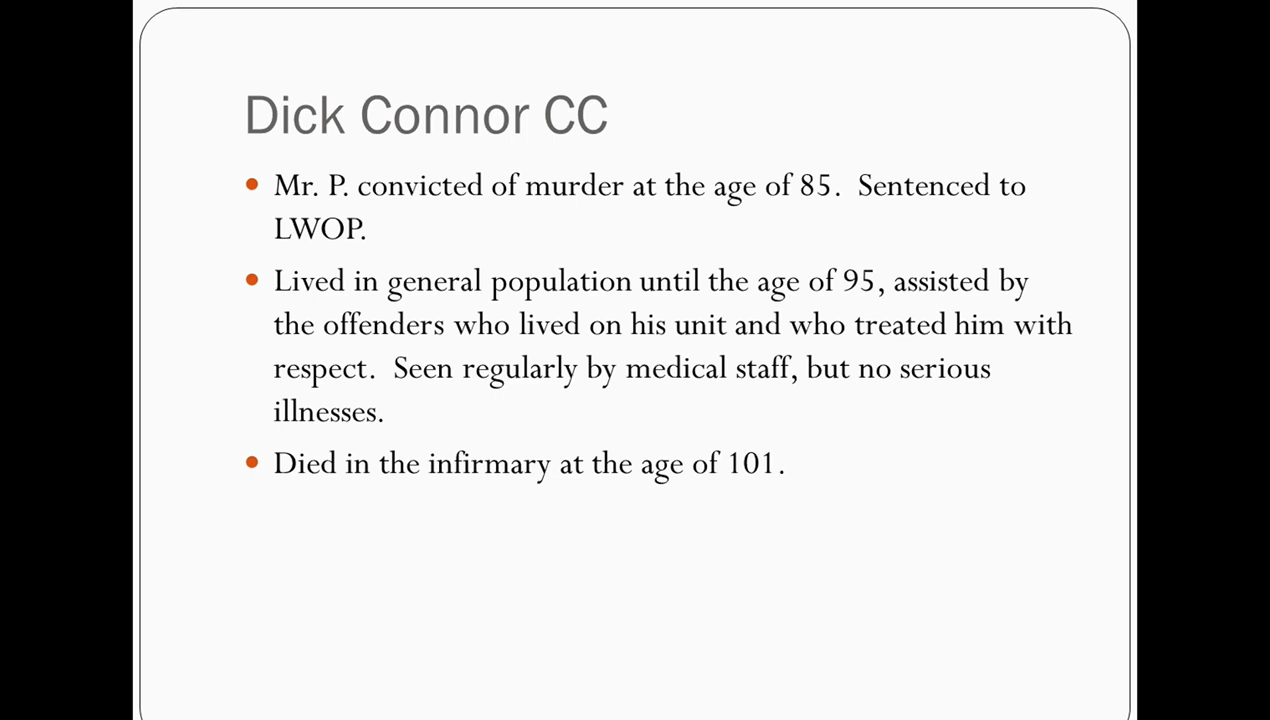 Dick Connor CC
• Mr. P. convicted of murder at the age of 85.  Sentenced to
LWOP.
• Lived in general population until the age of 95, assisted by
the offenders who lived on his unit and who treated him with
respect.  Seen regularly by medical staff, but no serious
illnesses.
• Died in the infirmary at the age of 101.